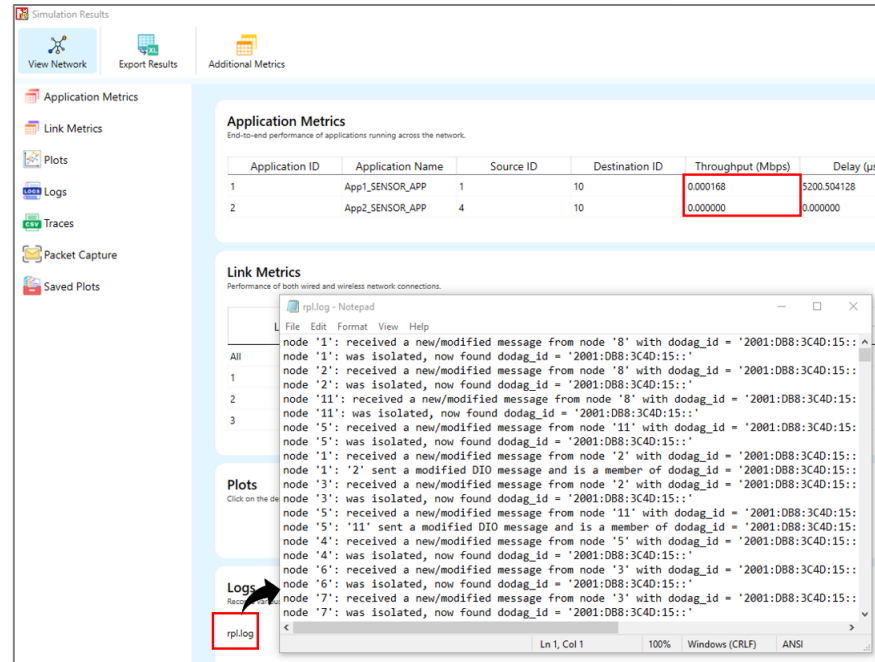 Simulation Results
View Network
Export Results
Additional Metrics
Application Metrics
Link Metrics
Plots
Logs
Traces
Packet Capture
Saved Plots
Application Metrics
End-to-end performance of applications running across the network.
Application ID Application Name Source ID Destination ID Throughput (Mbps) Delay (µs
1 App1_SENSOR_APP 1 10 0.000168 5200.504128
2 App2_SENSOR_APP 4 10 0.000000 0.000000
Link Metrics
Performance of both wired and wireless network connections.
L
All
1
2
3
Plots
Click on the de
Logs
rpl.log
rpl.log - Notepad
File Edit Format View Help
node '1': received a new/modified message from node '8' with dodag_id = '2001:DB8:3C4D:15::
node '1': was isolated, now found dodag_id = '2001:DB8:3C4D:15::'
node '2': received a new/modified message from node '8' with dodag_id = '2001:DB8:3C4D:15::
node '2': was isolated, now found dodag_id = '2001:DB8:3C4D:15::'
node '11': received a new/modified message from node '8' with dodag_id = '2001:DB8:3C4D:15:
node '11': was isolated, now found dodag_id = '2001:DB8:3C4D:15::'
node '5': received a new/modified message from node '11' with dodag_id = '2001:DB8:3C4D:15:
node '5': was isolated, now found dodag_id = '2001:DB8:3C4D:15::'
node '1': received a new/modified message from node '2' with dodag_id = '2001:DB8:3C4D:15::
node '1': '2' sent a modified DIO message and is a member of dodag_id = '2001:DB8:3C4D:15::
node '3': received a new/modified message from node '2' with dodag_id = '2001:DB8:3C4D:15::
node '3': was isolated, now found dodag_id = '2001:DB8:3C4D:15::'
node '5': received a new/modified message from node '11' with dodag_id = '2001:DB8:3C4D:15:
node '5': '11' sent a modified DIO message and is a member of dodag_id = '2001:DB8:3C4D:15:
node '4': received a new/modified message from node '5' with dodag_id = '2001:DB8:3C4D:15::
node '4': was isolated, now found dodag_id = '2001:DB8:3C4D:15::'
node '6': received a new/modified message from node '3' with dodag_id = '2001:DB8:3C4D:15::
node '6': was isolated, now found dodag_id = '2001:DB8:3C4D:15::'
node '7': received a new/modified message from node '3' with dodag_id = '2001:DB8:3C4D:15::
node '7': was isolated, now found dodag_id = '2001:DB8:3C4D:15::'
Ln 1, Col 1 100% Windows (CRLF) ANSI